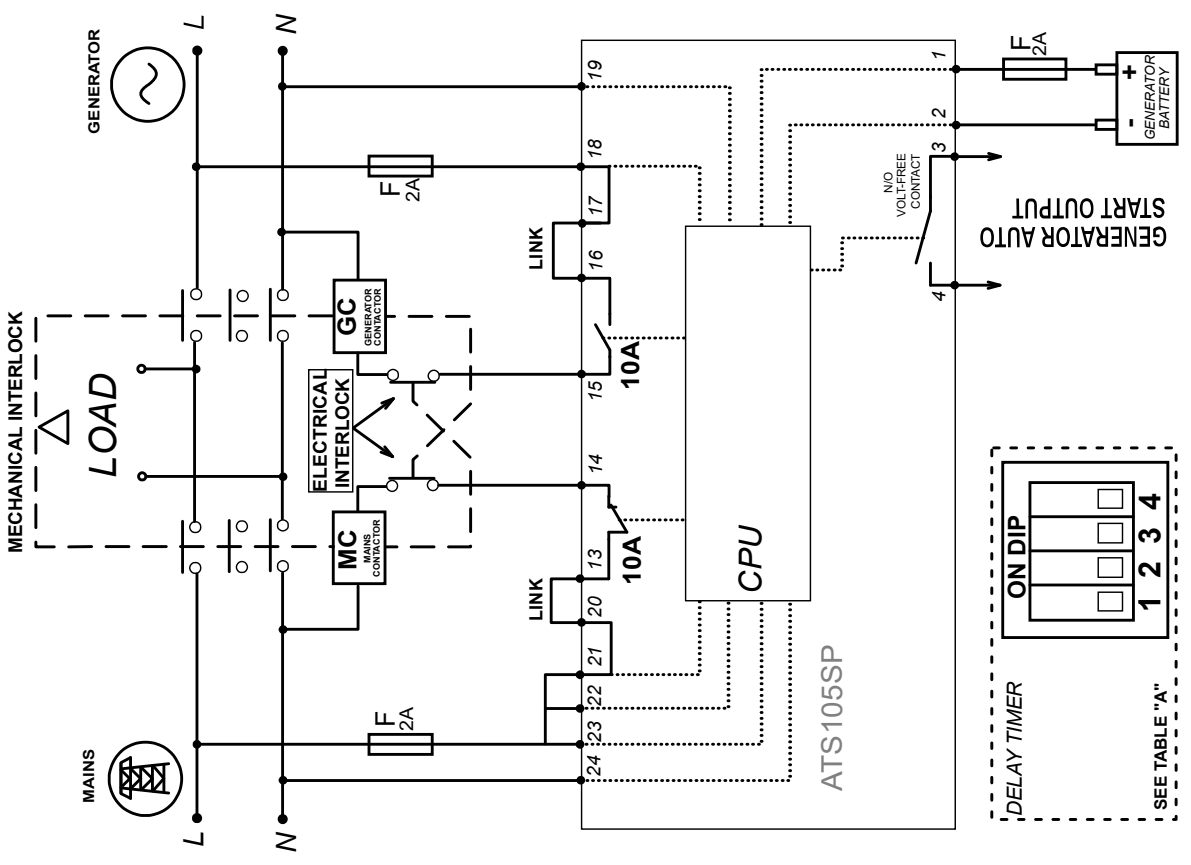 MAINS
GENERATOR
L
N
L
N
MECHANICAL INTERLOCK
LOAD
MC
MAINS
CONTACTOR
GC
GENERATOR
CONTACTOR
ELECTRICAL
INTERLOCK
F
2A
F
2A
LINK
LINK
24
23
22
21
20
13
14
15
16
17
18
19
10A
10A
CPU
ATS105SP
N/O
VOLT-FREE
CONTACT
4
3
2
1
GENERATOR AUTO
START OUTPUT
F
2A
-
+
GENERATOR
BATTERY
DELAY TIMER
ON DIP
1
2
3
4
SEE TABLE "A"